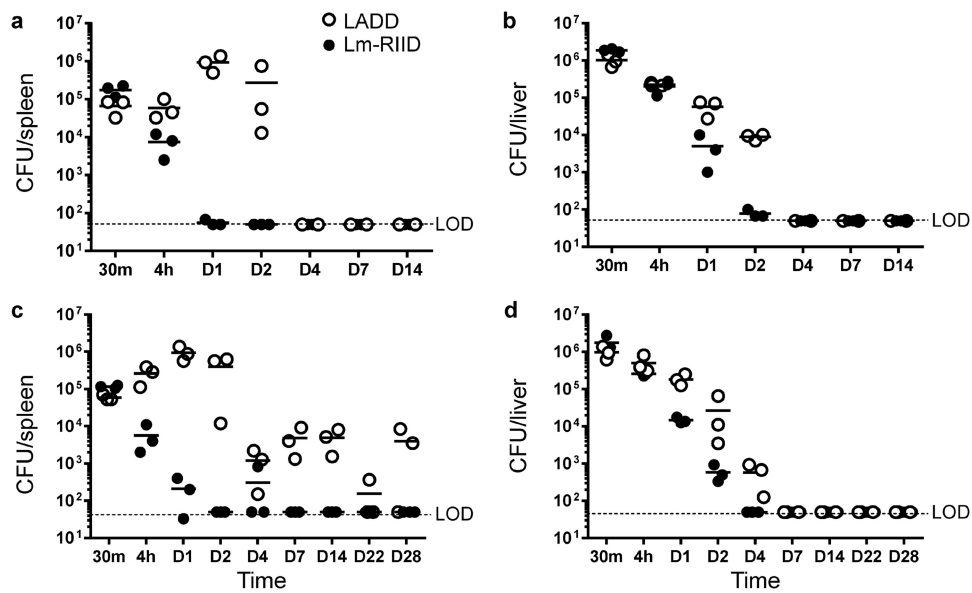 a
LADD
Lm-RIID
CFU/spleen
10⁷
10⁶
10⁵
10⁴
10³
10²
10¹
LOD
30m 4h D1 D2 D4 D7 D14
b
CFU/liver
10⁷
10⁶
10⁵
10⁴
10³
10²
10¹
LOD
30m 4h D1 D2 D4 D7 D14
c
CFU/spleen
10⁷
10⁶
10⁵
10⁴
10³
10²
10¹
LOD
30m 4h D1 D2 D4 D7 D14 D22 D28
Time
d
CFU/liver
10⁷
10⁶
10⁵
10⁴
10³
10²
10¹
LOD
30m 4h D1 D2 D4 D7 D14 D22 D28
Time